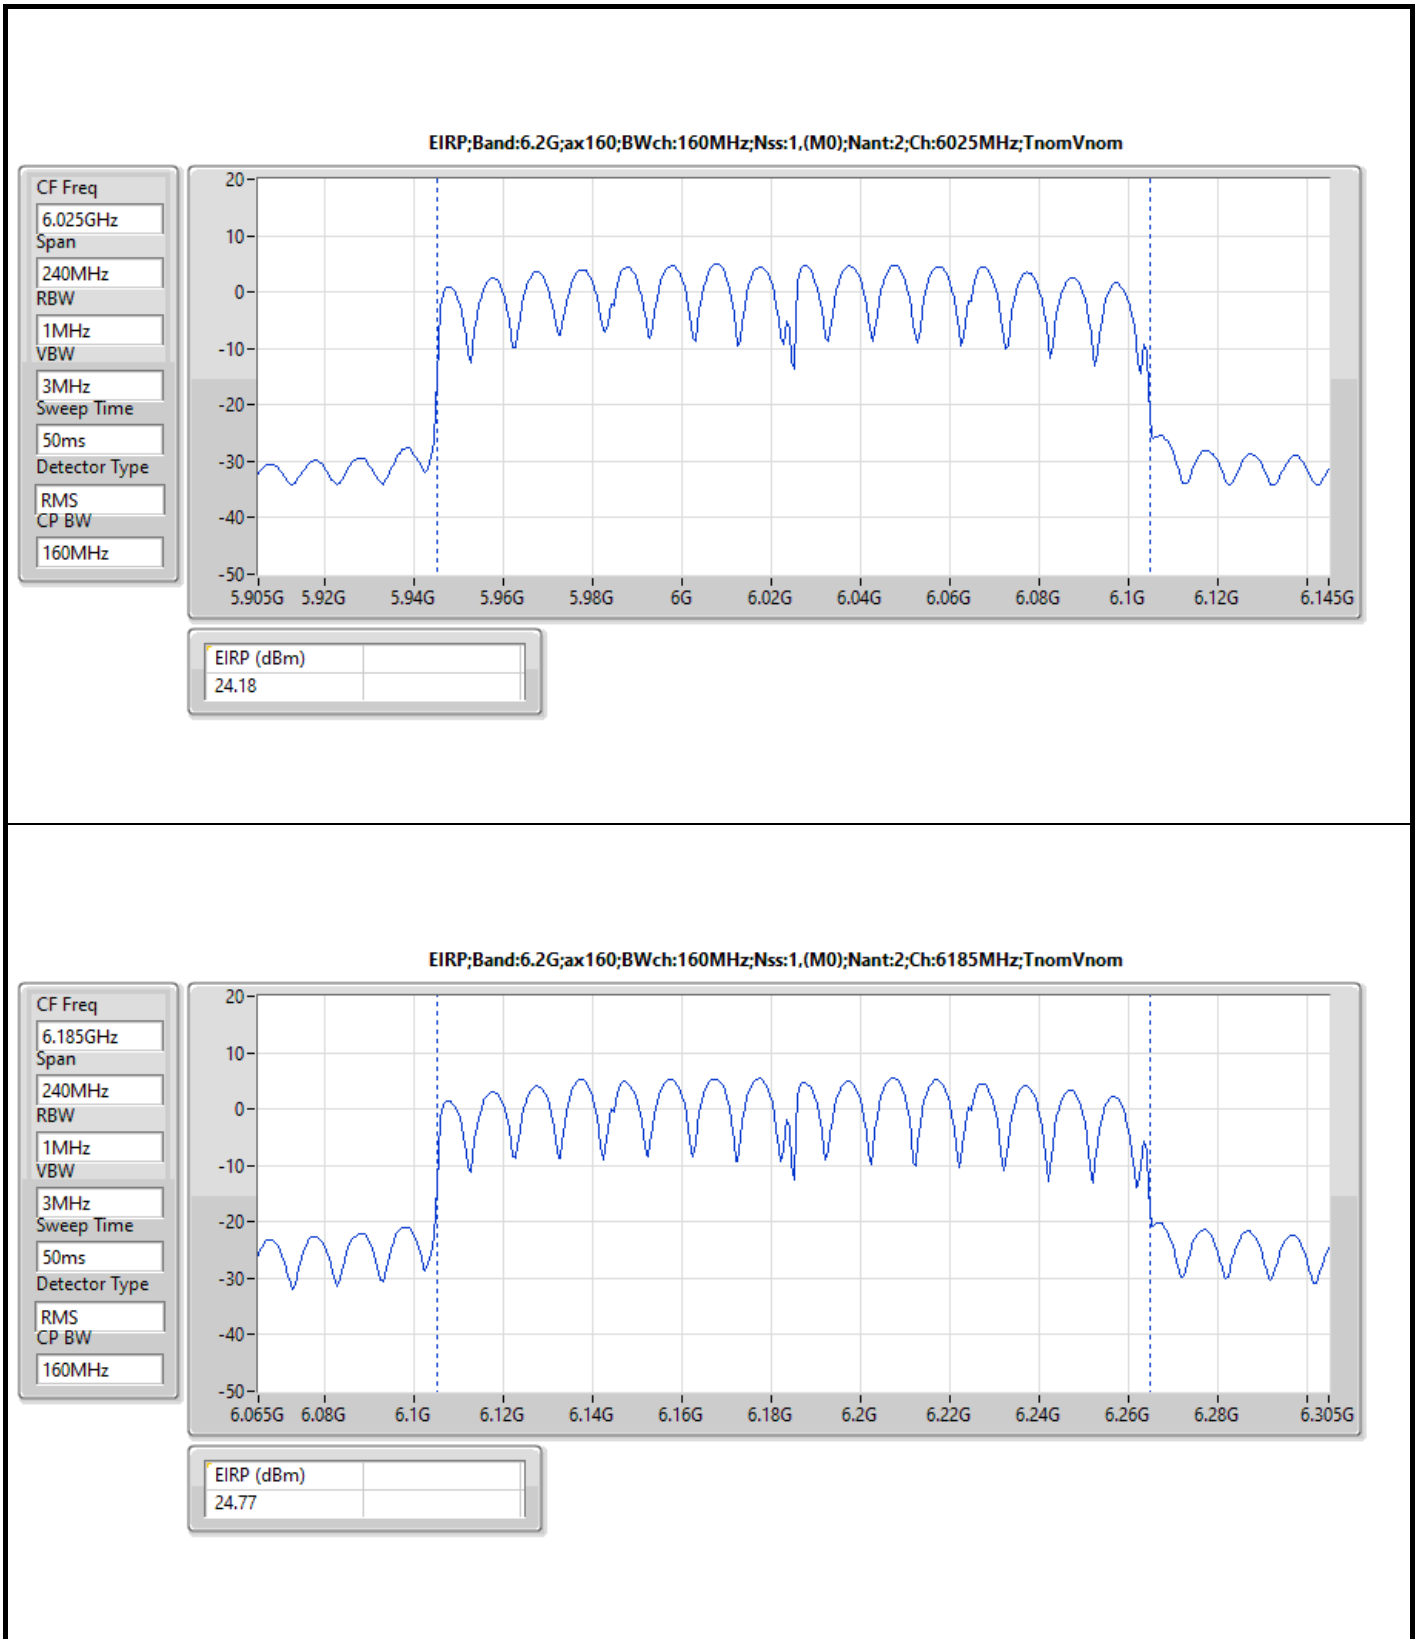 EIRP;Band:6.2G;ax160;BWch:160MHz;Nss:1,(M0);Nant:2;Ch:6025MHz;TnomVnom
CF Freq
6.025GHz
Span
240MHz
RBW
1MHz
VBW
3MHz
Sweep Time
50ms
Detector Type
RMS
CP BW
160MHz
20
10
0
-10
-20
-30
-40
-50
5.905G 5.92G 5.94G 5.96G 5.98G 6G 6.02G 6.04G 6.06G 6.08G 6.1G 6.12G 6.145G
EIRP (dBm)
24.18
EIRP;Band:6.2G;ax160;BWch:160MHz;Nss:1,(M0);Nant:2;Ch:6185MHz;TnomVnom
CF Freq
6.185GHz
Span
240MHz
RBW
1MHz
VBW
3MHz
Sweep Time
50ms
Detector Type
RMS
CP BW
160MHz
20
10
0
-10
-20
-30
-40
-50
6.065G 6.08G 6.1G 6.12G 6.14G 6.16G 6.18G 6.2G 6.22G 6.24G 6.26G 6.28G 6.305G
EIRP (dBm)
24.77